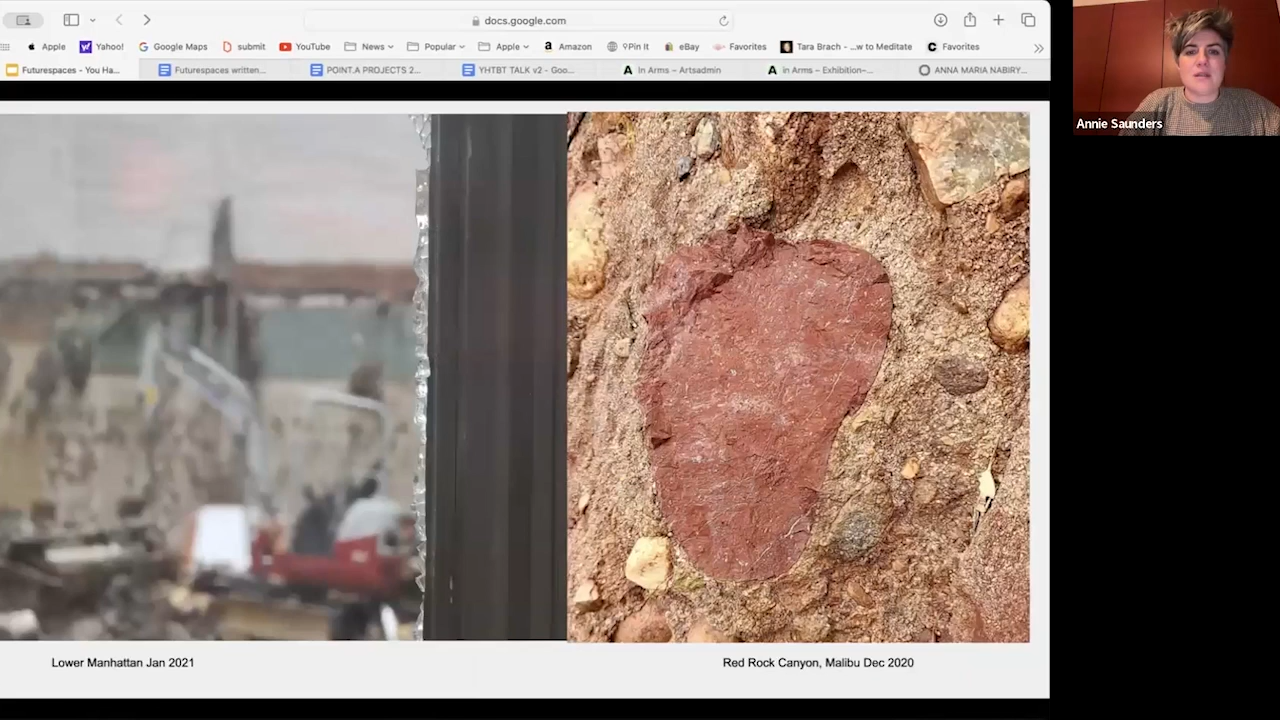 docs.google.com
Apple
Yahoo!
Google Maps
submit
YouTube
News
Popular
Apple
Amazon
Pin It
eBay
Favorites
Tara Brach - ...w to Meditate
Favorites
Futurespaces - You Ha...
Futurespaces written...
POINT.A PROJECTS 2...
YHTBT TALK v2 - Goo...
In Arms – Artsadmin
in Arms – Exhibition-...
ANNA MARIA NABIRY...
Annie Saunders
Lower Manhattan Jan 2021
Red Rock Canyon, Malibu Dec 2020